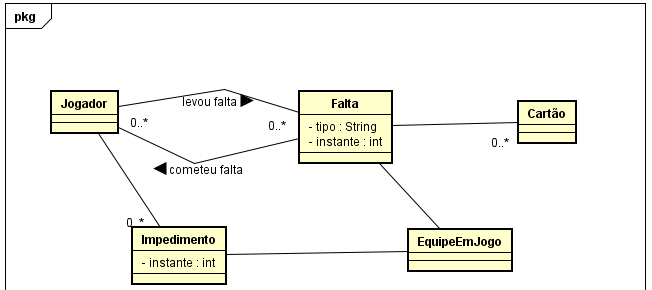 pkg
levou falta ▶
Jogador
0..*
0..*
Falta
- tipo : String
- instante : int
Cartão
0..*
◀ cometeu falta
0..*
Impedimento
- instante : int
EquipeEmJogo